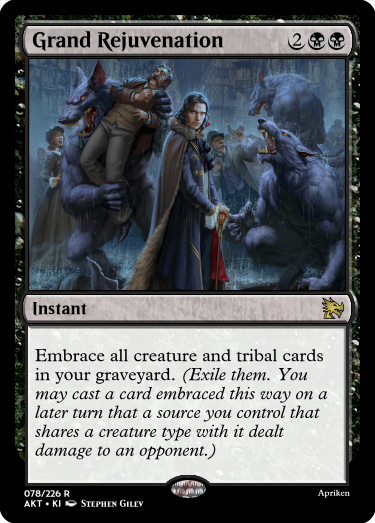 Grand Rejuvenation 2
Instant
Embrace all creature and tribal cards
in your graveyard. (Exile them. You
may cast a card embraced this way on a
later turn that a source you control that
shares a creature type with it dealt
damage to an opponent.)
078/226 R
Apriken
AKT • KI Stephen Giley